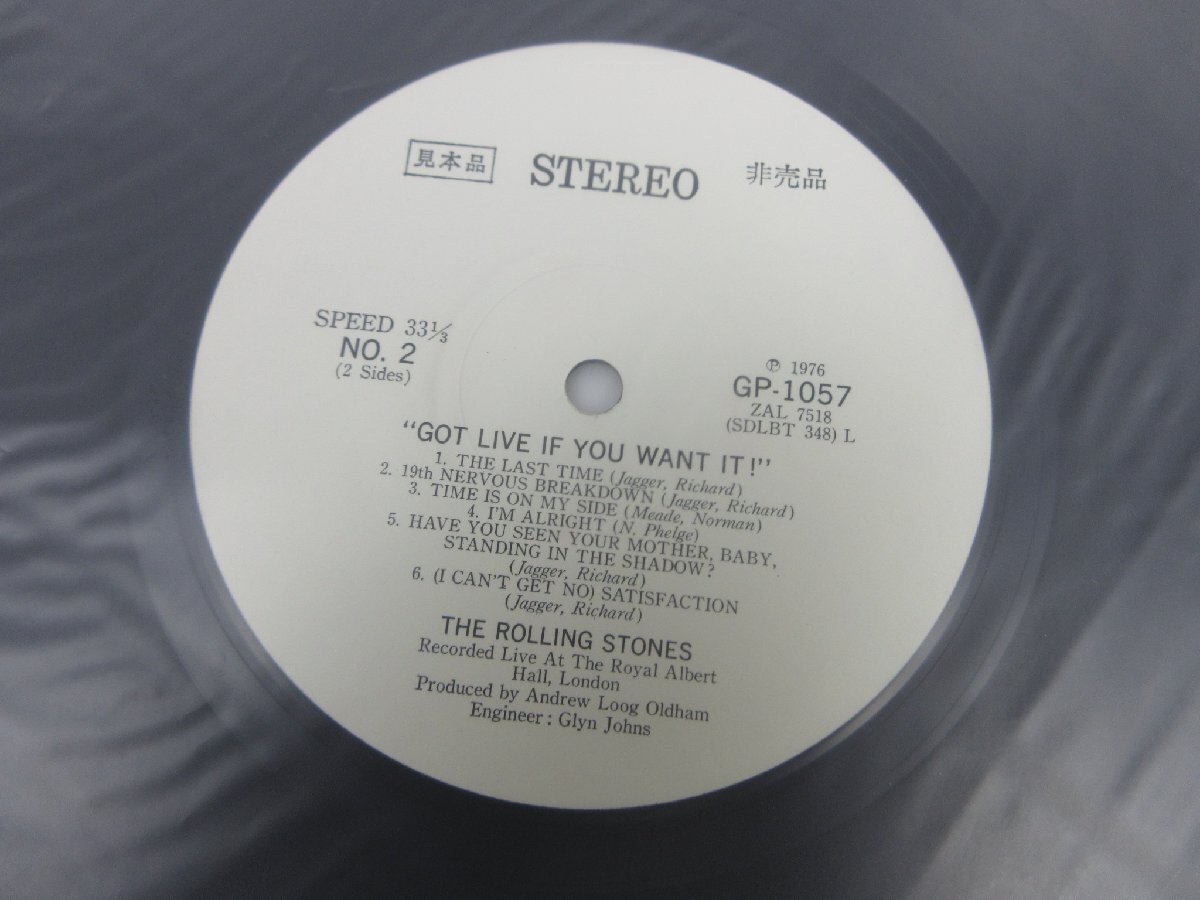 見本品 STEREO 非売品
SPEED 33⅓
NO. 2
(2 Sides)
Ⓟ 1976
GP-1057
ZAL 7518
(SDLBT 348) L
"GOT LIVE IF YOU WANT IT!"
1. THE LAST TIME (Jagger, Richard)
2. 19th NERVOUS BREAKDOWN (Jagger, Richard)
3. TIME IS ON MY SIDE (Meade, Norman)
4. I'M ALRIGHT (N. Phelge)
5. HAVE YOU SEEN YOUR MOTHER, BABY,
STANDING IN THE SHADOW?
(Jagger, Richard)
6. (I CAN'T GET NO) SATISFACTION
(Jagger, Richard)
THE ROLLING STONES
Recorded Live At The Royal Albert
Hall, London
Produced by Andrew Loog Oldham
Engineer: Glyn Johns